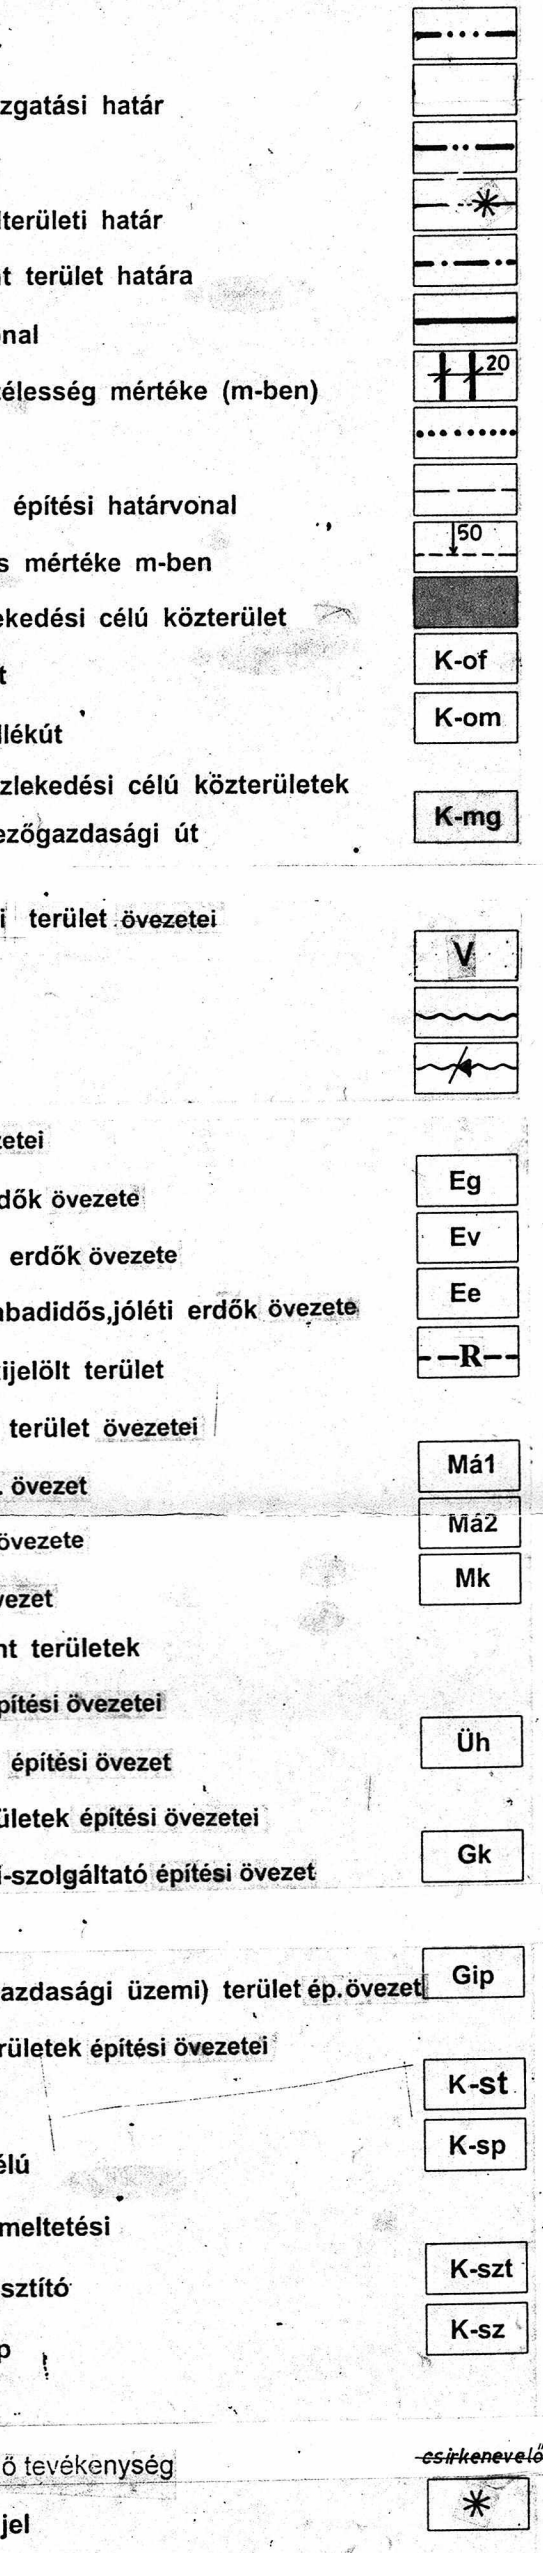 zgatási határ
lterületi határ
t terület határa
nal
télesség mértéke (m-ben)
20
építési határvonal
s mértéke m-ben
50
ekedési célú közterület
t
K-of
llékút
K-om
zlekedési célú közterületek
ezőgazdasági út
K-mg
i terület övezetei
V
etei
dők övezete
Eg
erdők övezete
Ev
abadidős,jóléti erdők övezete
Ee
ijelölt terület
R
terület övezetei
. övezet
Má1
övezete
Má2
vezet
Mk
nt területek
pítési övezetei
építési övezet
Üh
ületek építési övezetei
i-szolgáltató építési övezet
Gk
azdasági üzemi) terület ép.övezet
Gip
rületek építési övezetei
K-st
élú
K-sp
meltetési
sztító
K-szt
p
K-sz
ő tevékenység
csirkenevelő
jel